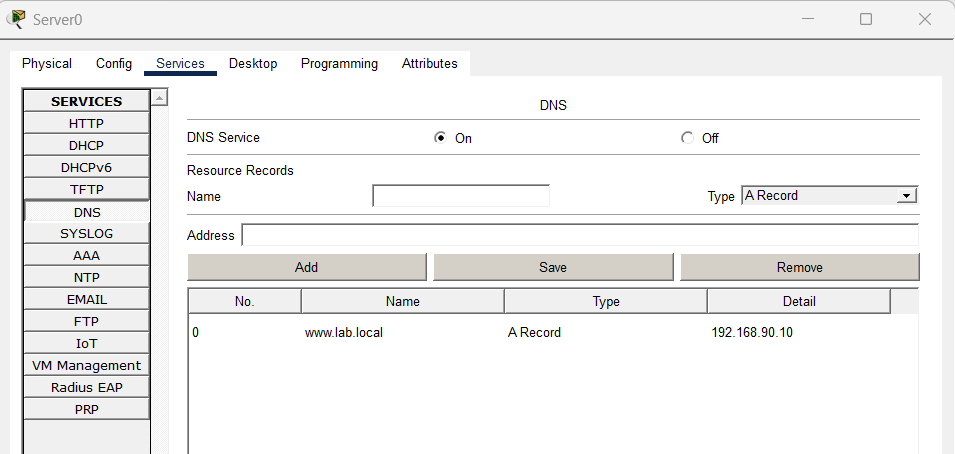 Server0
Physical Config Services Desktop Programming Attributes
SERVICES
HTTP
DHCP
DHCPv6
TFTP
DNS
SYSLOG
AAA
NTP
EMAIL
FTP
IoT
VM Management
Radius EAP
PRP
DNS
DNS Service On Off
Resource Records
Name Type A Record
Address
Add Save Remove
No. Name Type Detail
0 www.lab.local A Record 192.168.90.10